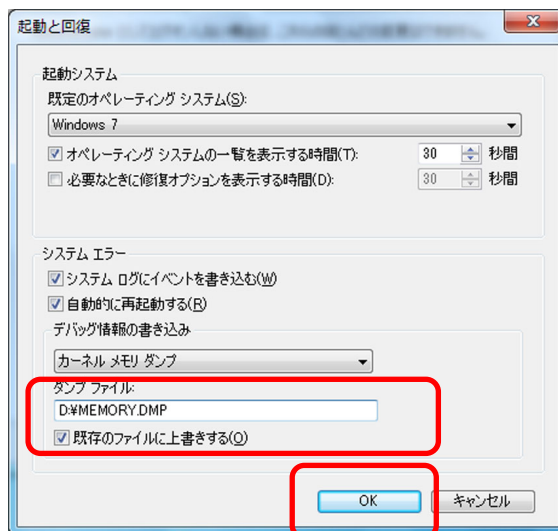 起動と回復
起動システム
既定のオペレーティング システム(S):
Windows 7
オペレーティング システムの一覧を表示する時間(T): 30 秒間
必要なときに修復オプションを表示する時間(D): 30 秒間
システム エラー
システム ログにイベントを書き込む(W)
自動的に再起動する(R)
デバッグ情報の書き込み
カーネル メモリ ダンプ
ダンプ ファイル:
D:¥MEMORY.DMP
既存のファイルに上書きする(O)
OK キャンセル